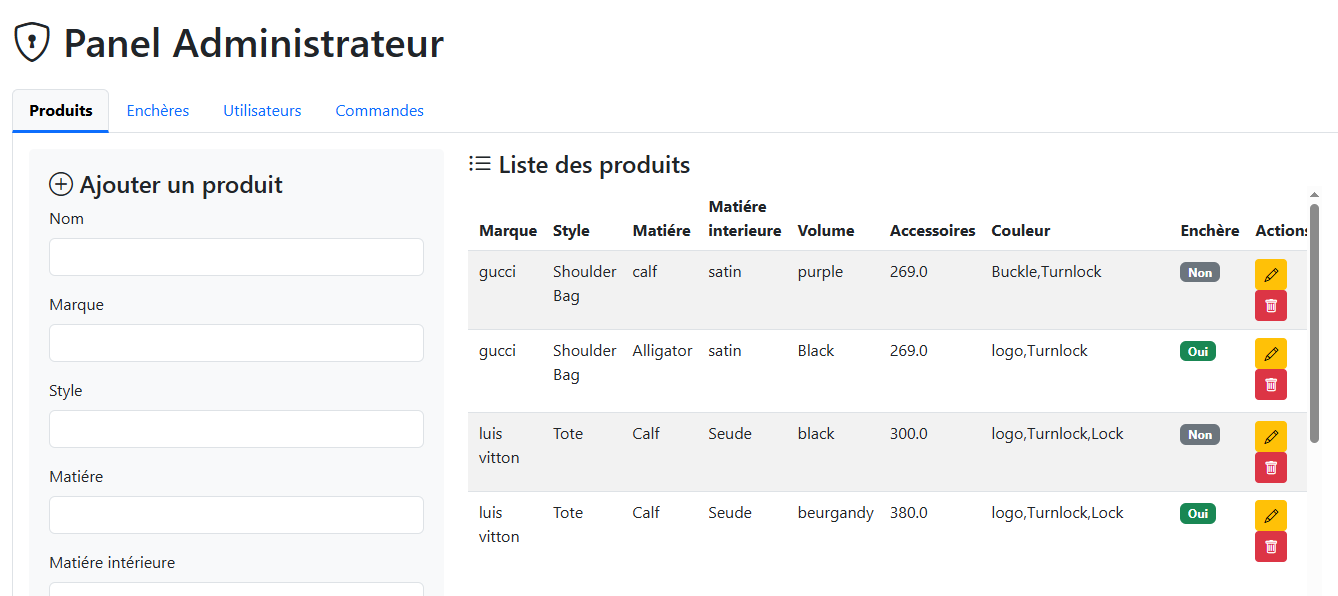 Panel Administrateur
Produits Enchères Utilisateurs Commandes
Ajouter un produit
Nom
Marque
Style
Matiére
Matiére intérieure
Liste des produits
Marque Style Matiére Matiére interieure Volume Accessoires Couleur Enchère Actions
gucci Shoulder Bag calf satin purple 269.0 Buckle,Turnlock Non
gucci Shoulder Bag Alligator satin Black 269.0 logo,Turnlock Oui
luis vitton Tote Calf Seude black 300.0 logo,Turnlock,Lock Non
luis vitton Tote Calf Seude beurgandy 380.0 logo,Turnlock,Lock Oui